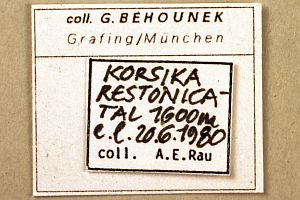 coll. G. BEHOUNEK
Grafing/München
KORSIKA
RESTONICA-
TAL 1600m
e.l. 20.6.1980
coll. A.E.Rau